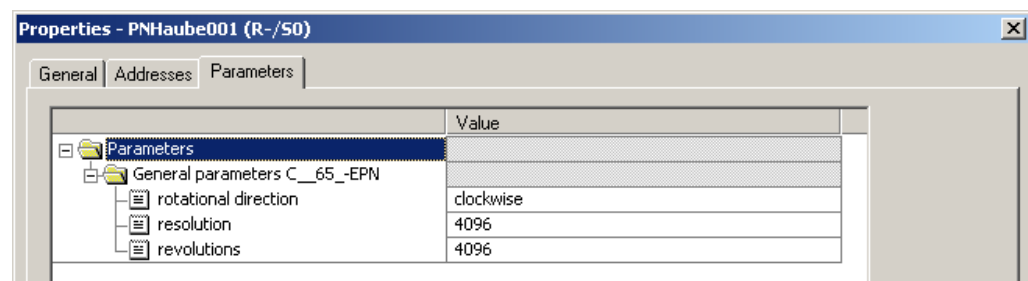 Properties - PNHaube001 (R-/S0)
General Addresses Parameters
Value
Parameters
General parameters C__65_-EPN
rotational direction clockwise
resolution 4096
revolutions 4096